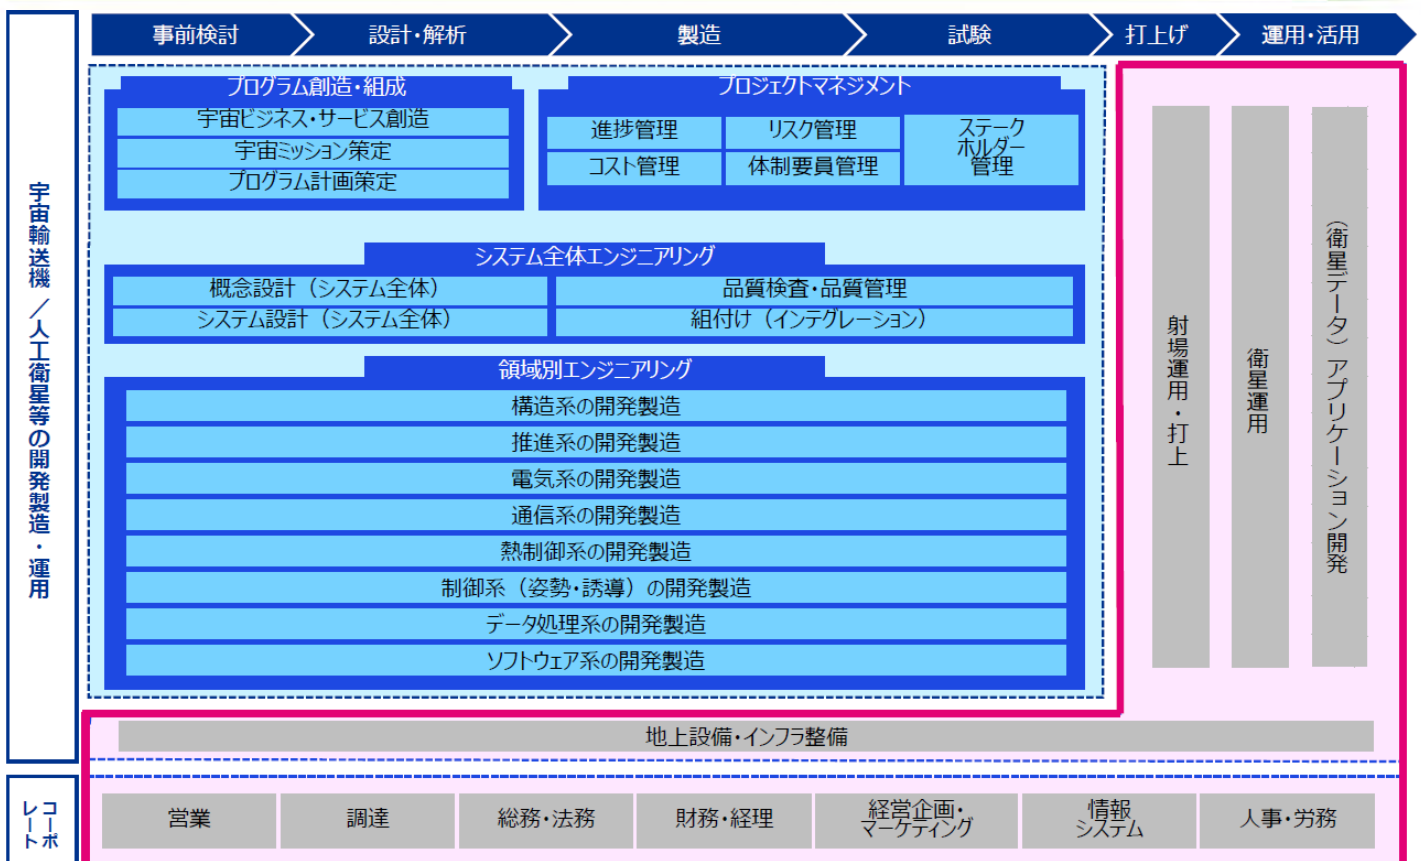 事前検討
設計・解析
製造
試験
打上げ
運用・活用
宇宙輸送機／人工衛星等の開発製造・運用
プログラム創造・組成
宇宙ビジネス・サービス創造
宇宙ミッション策定
プログラム計画策定
プロジェクトマネジメント
進捗管理
リスク管理
ステーク
ホルダー
管理
コスト管理
体制要員管理
システム全体エンジニアリング
概念設計（システム全体）
品質検査・品質管理
システム設計（システム全体）
組付け（インテグレーション）
領域別エンジニアリング
構造系の開発製造
推進系の開発製造
電気系の開発製造
通信系の開発製造
熱制御系の開発製造
制御系（姿勢・誘導）の開発製造
データ処理系の開発製造
ソフトウェア系の開発製造
射場運用・打上
衛星運用
（衛星データ）アプリケーション開発
地上設備・インフラ整備
コーポ
レート
営業
調達
総務・法務
財務・経理
経営企画・
マーケティング
情報
システム
人事・労務